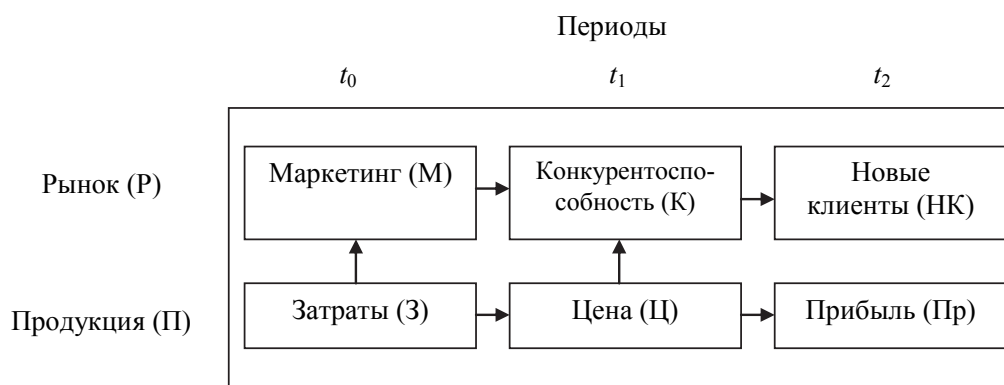 Периоды
t0 t1 t2
Рынок (Р)
Маркетинг (М)
Конкурентоспо-
собность (К)
Новые
клиенты (НК)
Продукция (П)
Затраты (З)
Цена (Ц)
Прибыль (Пр)